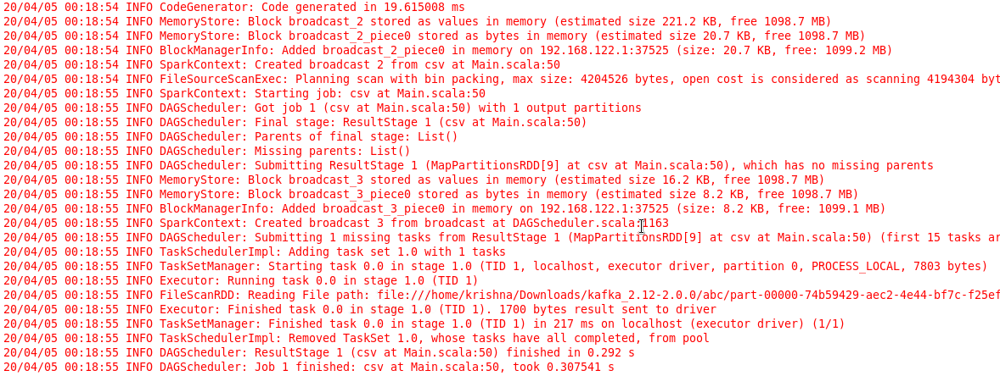 20/04/05 00:18:54 INFO CodeGenerator: Code generated in 19.615008 ms
20/04/05 00:18:54 INFO MemoryStore: Block broadcast_2 stored as values in memory (estimated size 221.2 KB, free 1098.7 MB)
20/04/05 00:18:54 INFO MemoryStore: Block broadcast_2_piece0 stored as bytes in memory (estimated size 20.7 KB, free 1098.7 MB)
20/04/05 00:18:54 INFO BlockManagerInfo: Added broadcast_2_piece0 in memory on 192.168.122.1:37525 (size: 20.7 KB, free: 1099.2 MB)
20/04/05 00:18:54 INFO SparkContext: Created broadcast 2 from csv at Main.scala:50
20/04/05 00:18:54 INFO FileSourceScanExec: Planning scan with bin packing, max size: 4204526 bytes, open cost is considered as scanning 4194304 byt
20/04/05 00:18:55 INFO SparkContext: Starting job: csv at Main.scala:50
20/04/05 00:18:55 INFO DAGScheduler: Got job 1 (csv at Main.scala:50) with 1 output partitions
20/04/05 00:18:55 INFO DAGScheduler: Final stage: ResultStage 1 (csv at Main.scala:50)
20/04/05 00:18:55 INFO DAGScheduler: Parents of final stage: List()
20/04/05 00:18:55 INFO DAGScheduler: Missing parents: List()
20/04/05 00:18:55 INFO DAGScheduler: Submitting ResultStage 1 (MapPartitionsRDD[9] at csv at Main.scala:50), which has no missing parents
20/04/05 00:18:55 INFO MemoryStore: Block broadcast_3 stored as values in memory (estimated size 16.2 KB, free 1098.7 MB)
20/04/05 00:18:55 INFO MemoryStore: Block broadcast_3_piece0 stored as bytes in memory (estimated size 8.2 KB, free 1098.7 MB)
20/04/05 00:18:55 INFO BlockManagerInfo: Added broadcast_3_piece0 in memory on 192.168.122.1:37525 (size: 8.2 KB, free: 1099.1 MB)
20/04/05 00:18:55 INFO SparkContext: Created broadcast 3 from broadcast at DAGScheduler.scala:1163
20/04/05 00:18:55 INFO DAGScheduler: Submitting 1 missing tasks from ResultStage 1 (MapPartitionsRDD[9] at csv at Main.scala:50) (first 15 tasks ar
20/04/05 00:18:55 INFO TaskSchedulerImpl: Adding task set 1.0 with 1 tasks
20/04/05 00:18:55 INFO TaskSetManager: Starting task 0.0 in stage 1.0 (TID 1, localhost, executor driver, partition 0, PROCESS_LOCAL, 7803 bytes)
20/04/05 00:18:55 INFO Executor: Running task 0.0 in stage 1.0 (TID 1)
20/04/05 00:18:55 INFO FileScanRDD: Reading File path: file:///home/krishna/Downloads/kafka_2.12-2.0.0/abc/part-00000-74b59429-aec2-4e44-bf7c-f25ef
20/04/05 00:18:55 INFO Executor: Finished task 0.0 in stage 1.0 (TID 1). 1700 bytes result sent to driver
20/04/05 00:18:55 INFO TaskSetManager: Finished task 0.0 in stage 1.0 (TID 1) in 217 ms on localhost (executor driver) (1/1)
20/04/05 00:18:55 INFO TaskSchedulerImpl: Removed TaskSet 1.0, whose tasks have all completed, from pool
20/04/05 00:18:55 INFO DAGScheduler: ResultStage 1 (csv at Main.scala:50) finished in 0.292 s
20/04/05 00:18:55 INFO DAGScheduler: Job 1 finished: csv at Main.scala:50, took 0.307541 s